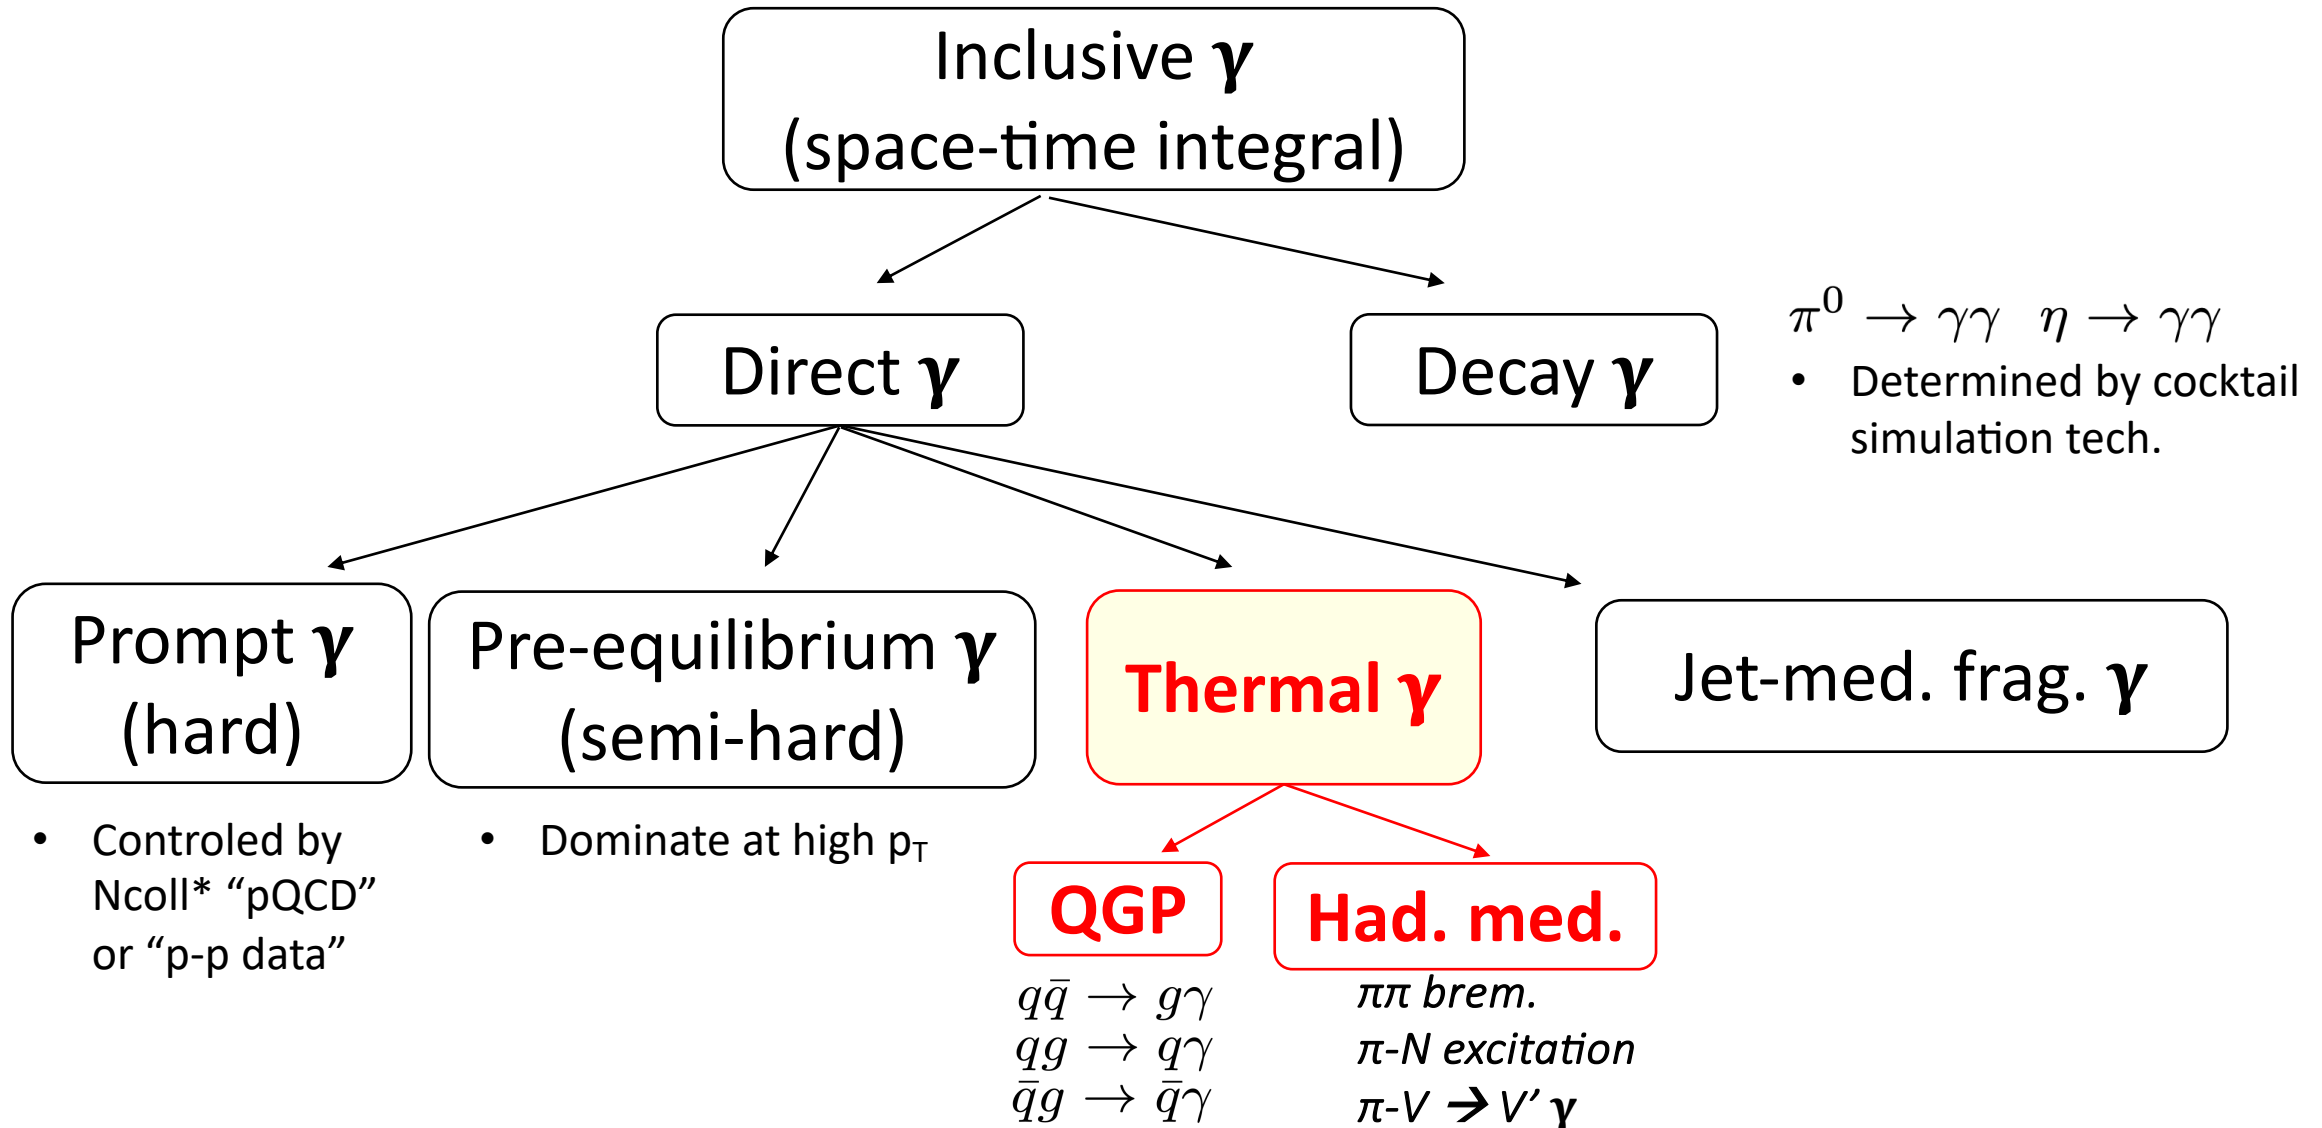 Inclusive γ
(space-time integral)
Direct γ
Decay γ
π⁰ → γγ η → γγ
• Determined by cocktail
simulation tech.
Prompt γ
(hard)
Pre-equilibrium γ
(semi-hard)
Thermal γ
Jet-med. frag. γ
• Controled by
Ncoll* “pQCD”
or “p-p data”
• Dominate at high p_T
QGP
Had. med.
qq̄ → gγ
qg → qγ
q̄g → q̄γ
ππ brem.
π-N excitation
π-V → V’ γ